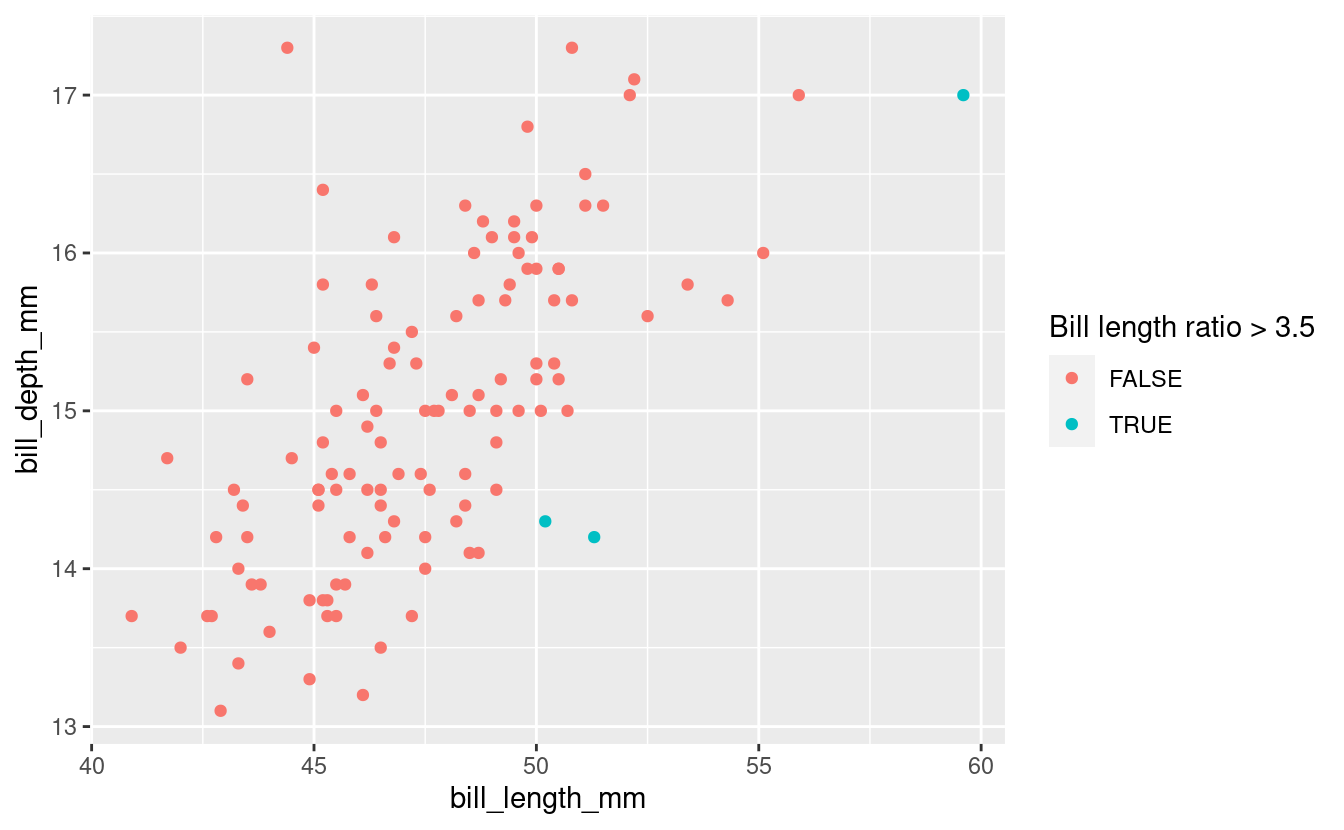 17
16
15
14
13
bill_depth_mm
40 45 50 55 60
bill_length_mm
Bill length ratio > 3.5
FALSE
TRUE